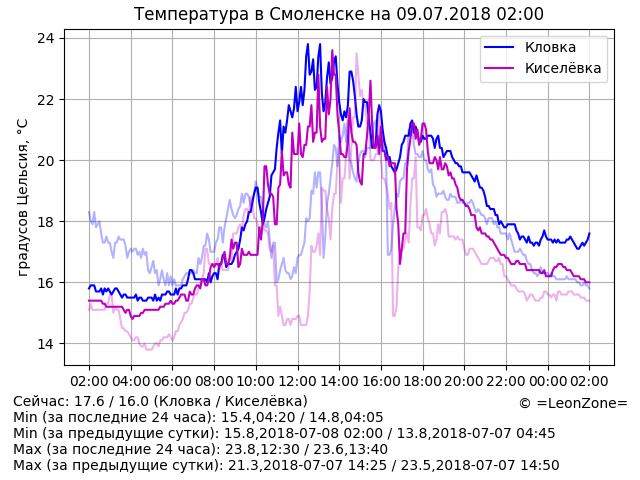 Температура в Смоленске на 09.07.2018 02:00
24
22
20
18
16
14
градусов Цельсия, °C
Кловка
Киселёвка
02:00 04:00 06:00 08:00 10:00 12:00 14:00 16:00 18:00 20:00 22:00 00:00 02:00
Сейчас: 17.6 / 16.0 (Кловка / Киселёвка)
© =LeonZone=
Min (за последние 24 часа): 15.4,04:20 / 14.8,04:05
Min (за предыдущие сутки): 15.8,2018-07-08 02:00 / 13.8,2018-07-07 04:45
Max (за последние 24 часа): 23.8,12:30 / 23.6,13:40
Max (за предыдущие сутки): 21.3,2018-07-07 14:25 / 23.5,2018-07-07 14:50